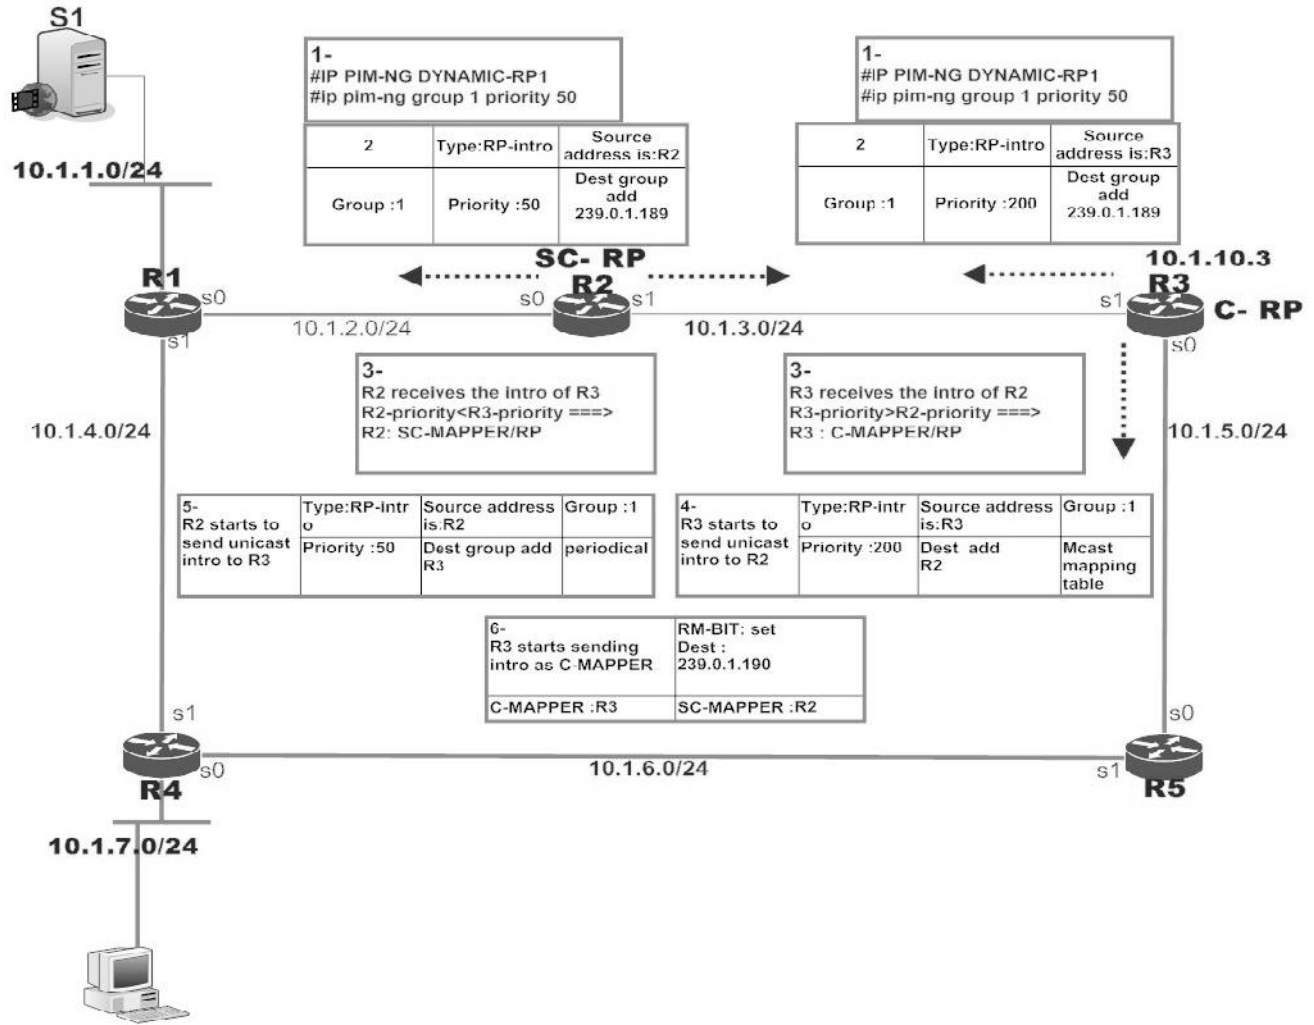 S1
10.1.1.0/24
1-
#IP PIM-NG DYNAMIC-RP1
#ip pim-ng group 1 priority 50
1-
#IP PIM-NG DYNAMIC-RP1
#ip pim-ng group 1 priority 50
2
Type:RP-intro
Source
address is:R2
Group :1
Priority :50
Dest group
add
239.0.1.189
2
Type:RP-intro
Source
address is:R3
Group :1
Priority :200
Dest group
add
239.0.1.189
SC- RP
R2
10.1.10.3
R3
C- RP
R1
s0
s1
s0
s1
s1
s0
10.1.2.0/24
10.1.3.0/24
10.1.4.0/24
10.1.5.0/24
3-
R2 receives the intro of R3
R2-priority<R3-priority ===>
R2: SC-MAPPER/RP
3-
R3 receives the intro of R2
R3-priority>R2-priority ===>
R3 : C-MAPPER/RP
5-
R2 starts to
send unicast
intro to R3
Type:RP-intr
o
Source address
is:R2
Group :1
Priority :50
Dest group add
R3
periodical
4-
R3 starts to
send unicast
intro to R2
Type:RP-intr
o
Source address
is:R3
Group :1
Priority :200
Dest add
R2
Mcast
mapping
table
6-
R3 starts sending
intro as C-MAPPER
RM-BIT: set
Dest :
239.0.1.190
C-MAPPER :R3
SC-MAPPER :R2
s1
s0
R4
10.1.6.0/24
s0
s1
R5
10.1.7.0/24